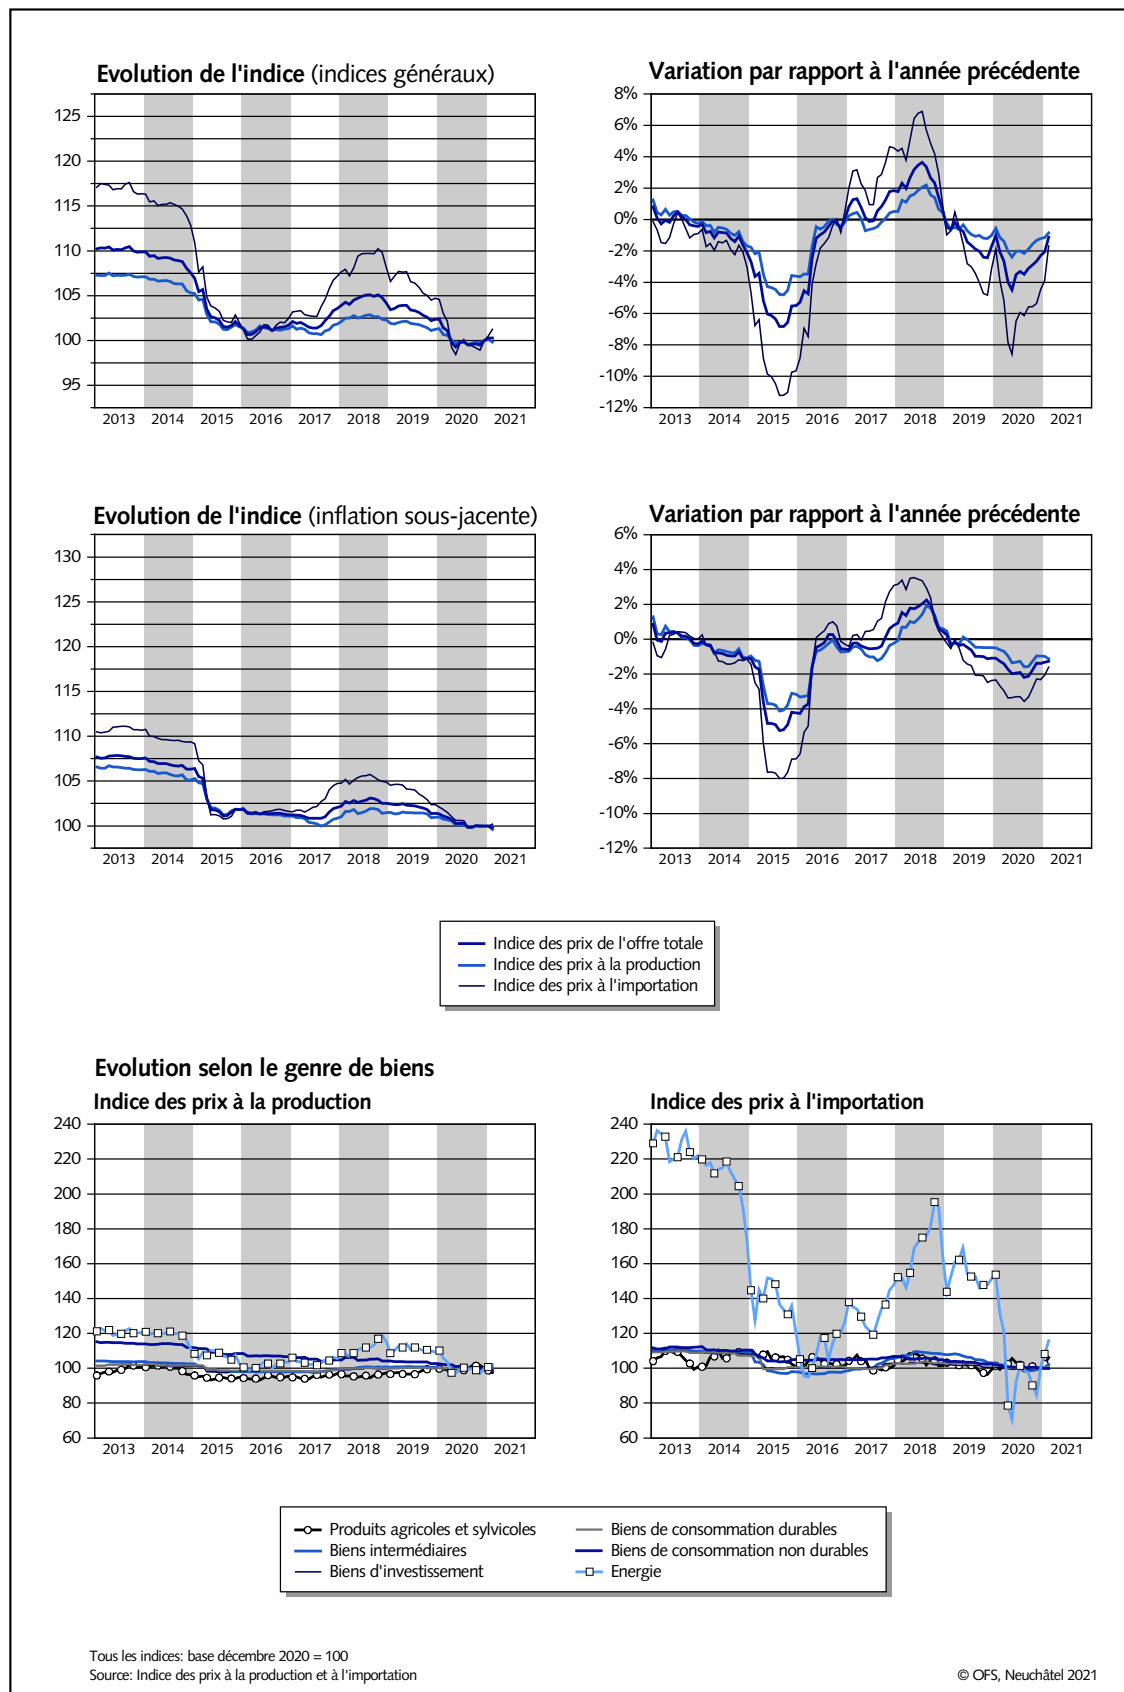 Evolution de l'indice (indices généraux)
125
120
115
110
105
100
95
2013 2014 2015 2016 2017 2018 2019 2020 2021
Variation par rapport à l'année précédente
8%
6%
4%
2%
0%
-2%
-4%
-6%
-8%
-10%
-12%
2013 2014 2015 2016 2017 2018 2019 2020 2021
Evolution de l'indice (inflation sous-jacente)
130
125
120
115
110
105
100
2013 2014 2015 2016 2017 2018 2019 2020 2021
Variation par rapport à l'année précédente
6%
4%
2%
0%
-2%
-4%
-6%
-8%
-10%
-12%
2013 2014 2015 2016 2017 2018 2019 2020 2021
Indice des prix de l'offre totale
Indice des prix à la production
Indice des prix à l'importation
Evolution selon le genre de biens
Indice des prix à la production
240
220
200
180
160
140
120
100
80
60
2013 2014 2015 2016 2017 2018 2019 2020 2021
Indice des prix à l'importation
240
220
200
180
160
140
120
100
80
60
2013 2014 2015 2016 2017 2018 2019 2020 2021
Produits agricoles et sylvicoles
Biens intermédiaires
Biens d'investissement
Biens de consommation durables
Biens de consommation non durables
Energie
Tous les indices: base décembre 2020 = 100
Source: Indice des prix à la production et à l'importation
© OFS, Neuchâtel 2021